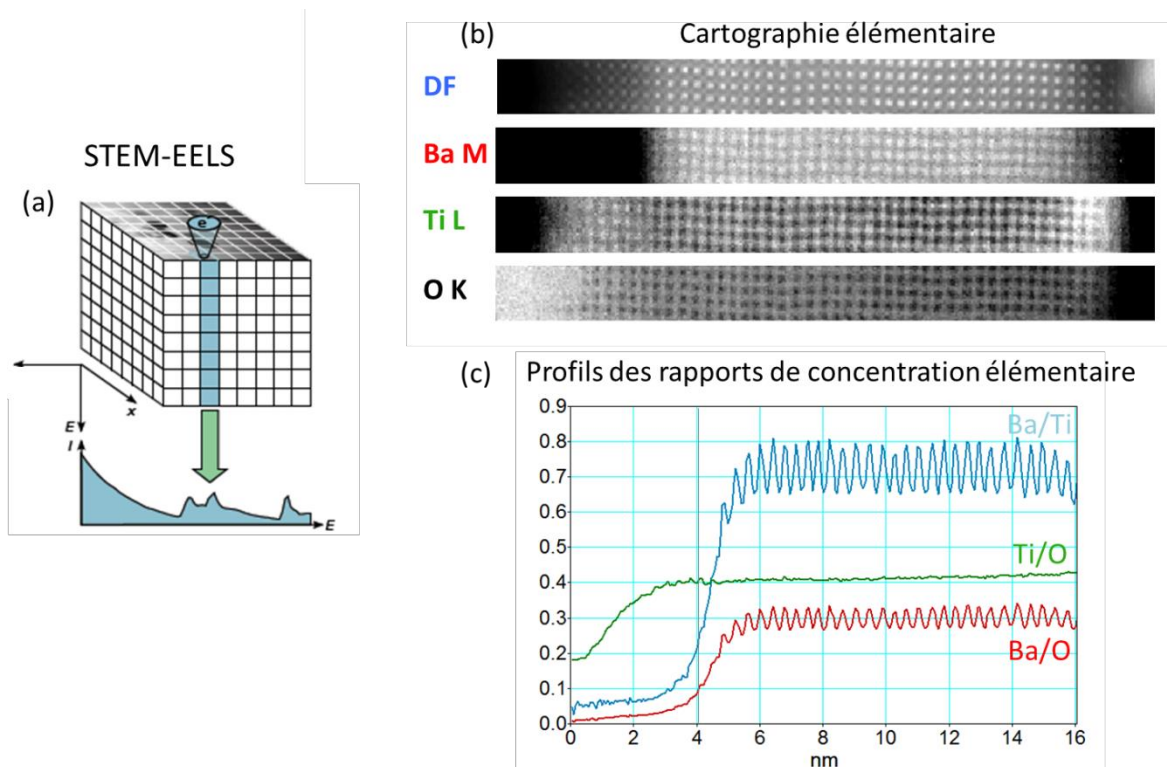 STEM-EELS
(a)
e⁻
x
E
I
E
(b)
Cartographie élémentaire
DF
Ba M
Ti L
O K
(c)
Profils des rapports de concentration élémentaire
0.9
0.8
0.7
0.6
0.5
0.4
0.3
0.2
0.1
0.0
Ba/Ti
Ti/O
Ba/O
0 2 4 6 8 10 12 14 16
nm